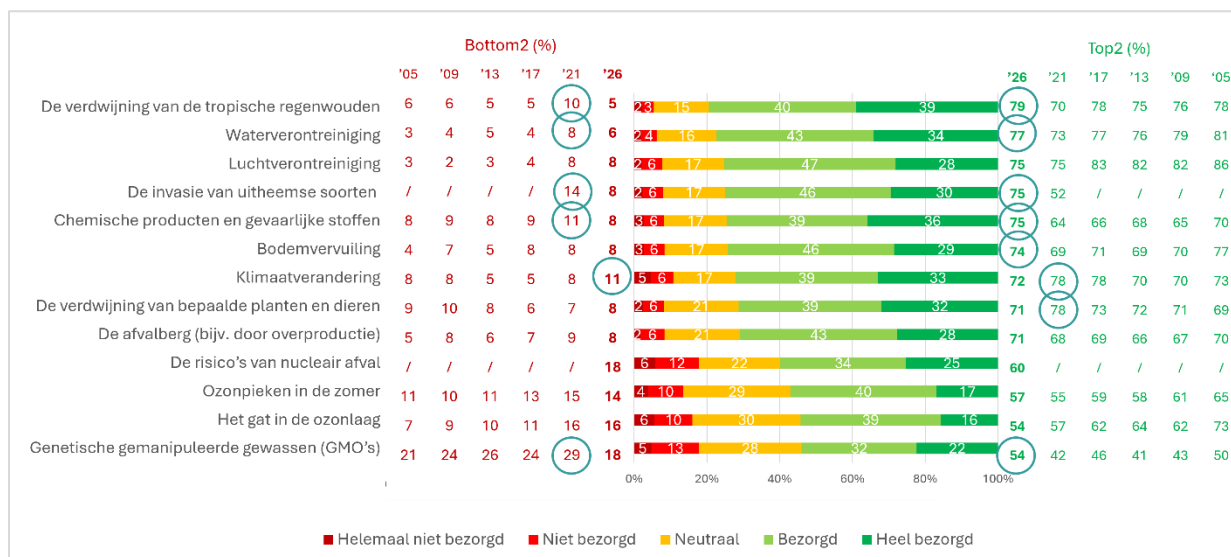 Bottom2 (%) Top2 (%)
'05 '09 '13 '17 '21 '26 '26 '21 '17 '13 '09 '05
De verdwijning van de tropische regenwouden 6 6 5 5 10 5 2 3 15 40 39 79 70 78 75 76 78
Waterverontreiniging 3 4 5 4 8 6 2 4 16 43 34 77 73 77 76 79 81
Luchtverontreiniging 3 2 3 4 8 8 2 6 17 47 28 75 75 83 82 82 86
De invasie van uitheemse soorten / / / / 14 8 2 6 17 46 30 75 52 / / / /
Chemische producten en gevaarlijke stoffen 8 9 8 9 11 8 3 6 17 39 36 75 64 66 68 65 70
Bodemvervuiling 4 7 5 8 8 8 3 6 17 46 29 74 69 71 69 70 77
Klimaatverandering 8 8 5 5 8 11 5 6 17 39 33 72 78 78 70 70 73
De verdwijning van bepaalde planten en dieren 9 10 8 6 7 8 2 6 21 39 32 71 78 73 72 71 69
De afvalberg (bijv. door overproductie) 5 8 6 7 9 8 2 6 21 43 28 71 68 69 66 67 70
De risico's van nucleair afval / / / / / 18 6 12 22 34 25 60 / / / / /
Ozonpieken in de zomer 11 10 11 13 15 14 4 10 29 40 17 57 55 59 58 61 65
Het gat in de ozonlaag 7 9 10 11 16 16 6 10 30 39 16 54 57 62 64 62 73
Genetische gemanipuleerde gewassen (GMO's) 21 24 26 24 29 18 5 13 28 32 22 54 42 46 41 43 50
0% 20% 40% 60% 80% 100%
Helemaal niet bezorgd Niet bezorgd Neutraal Bezorgd Heel bezorgd